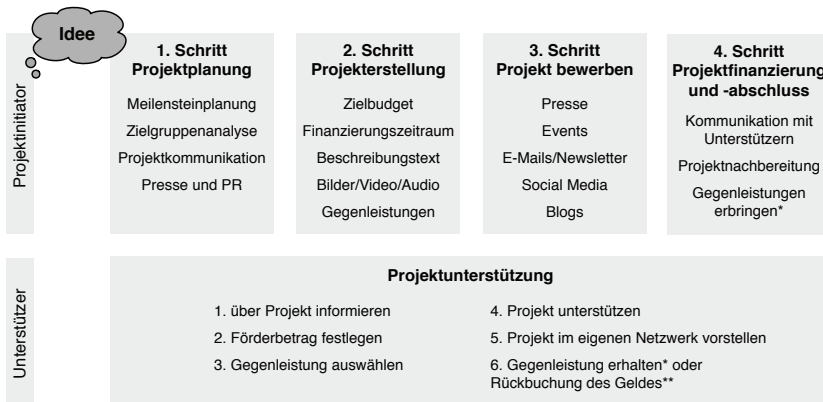 Idee
Projektinitiator
1. Schritt
Projektplanung
Meilensteinplanung
Zielgruppenanalyse
Projektkommunikation
Presse und PR
2. Schritt
Projekterstellung
Zielbudget
Finanzierungszeitraum
Beschreibungstext
Bilder/Video/Audio
Gegenleistungen
3. Schritt
Projekt bewerben
Presse
Events
E-Mails/Newsletter
Social Media
Blogs
4. Schritt
Projektfinanzierung
und -abschluss
Kommunikation mit
Unterstützern
Projektnachbereitung
Gegenleistungen
erbringen*
Unterstützer
Projektunterstützung
1. über Projekt informieren
2. Förderbetrag festlegen
3. Gegenleistung auswählen
4. Projekt unterstützen
5. Projekt im eigenen Netzwerk vorstellen
6. Gegenleistung erhalten* oder
Rückbuchung des Geldes**